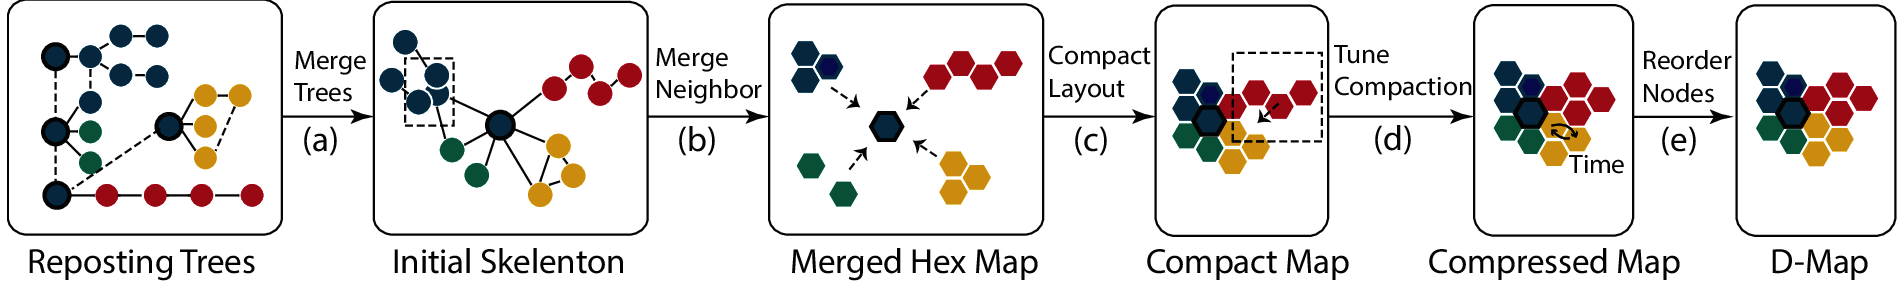 Merge
Trees
(a)
Merge
Neighbor
(b)
Compact
Layout
(c)
Tune
Compaction
(d)
Time
Reorder
Nodes
(e)
Reposting Trees
Initial Skelenton
Merged Hex Map
Compact Map
Compressed Map
D-Map